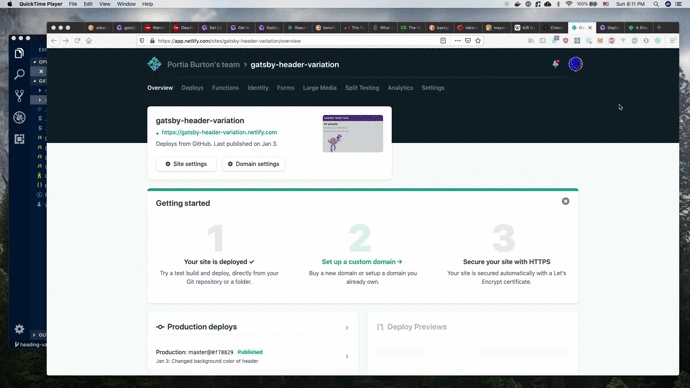 QuickTime Player File Edit View Window Help
100% Sun 8:11 PM
https://app.netlify.com/sites/gatsby-header-variation/overview
Portia Burton's team > gatsby-header-variation
Overview Deploys Functions Identity Forms Large Media Split Testing Analytics Settings
gatsby-header-variation
https://gatsby-header-variation.netlify.com
Deploys from GitHub. Last published on Jan 3.
Site settings Domain settings
Getting started
1 2 3
Your site is deployed ✓ Set up a custom domain → Secure your site with HTTPS
Try a test build and deploy, directly from your Buy a new domain or setup a domain you Your site is secured automatically with a Let's
Git repository or a folder. already own. Encrypt certificate.
Production deploys > Deploy Previews
Production: master@0f78829 Published >
Jan 3: Changed background color of header
heading-va